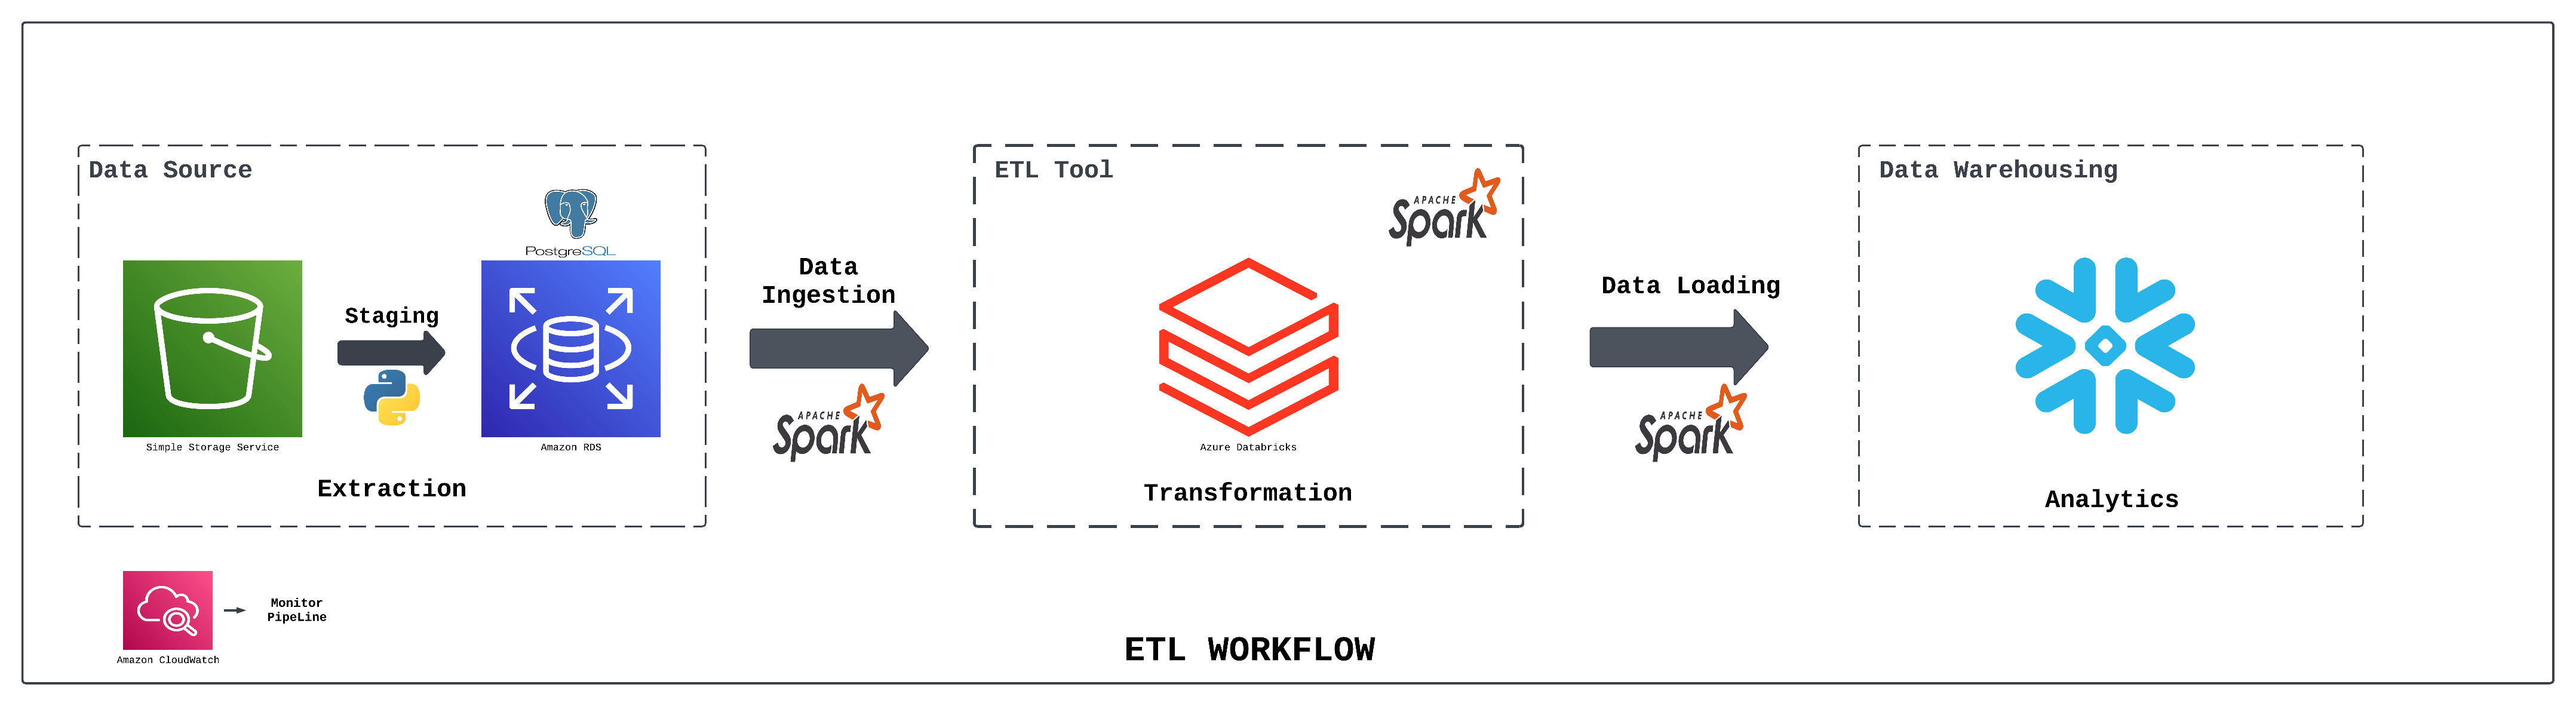 Data Source
PostgreSQL
Staging
Simple Storage Service
Amazon RDS
Extraction
Data
Ingestion
APACHE
Spark
ETL Tool
APACHE
Spark
Azure Databricks
Transformation
Data Loading
APACHE
Spark
Data Warehousing
Analytics
Amazon CloudWatch
Monitor
PipeLine
ETL WORKFLOW